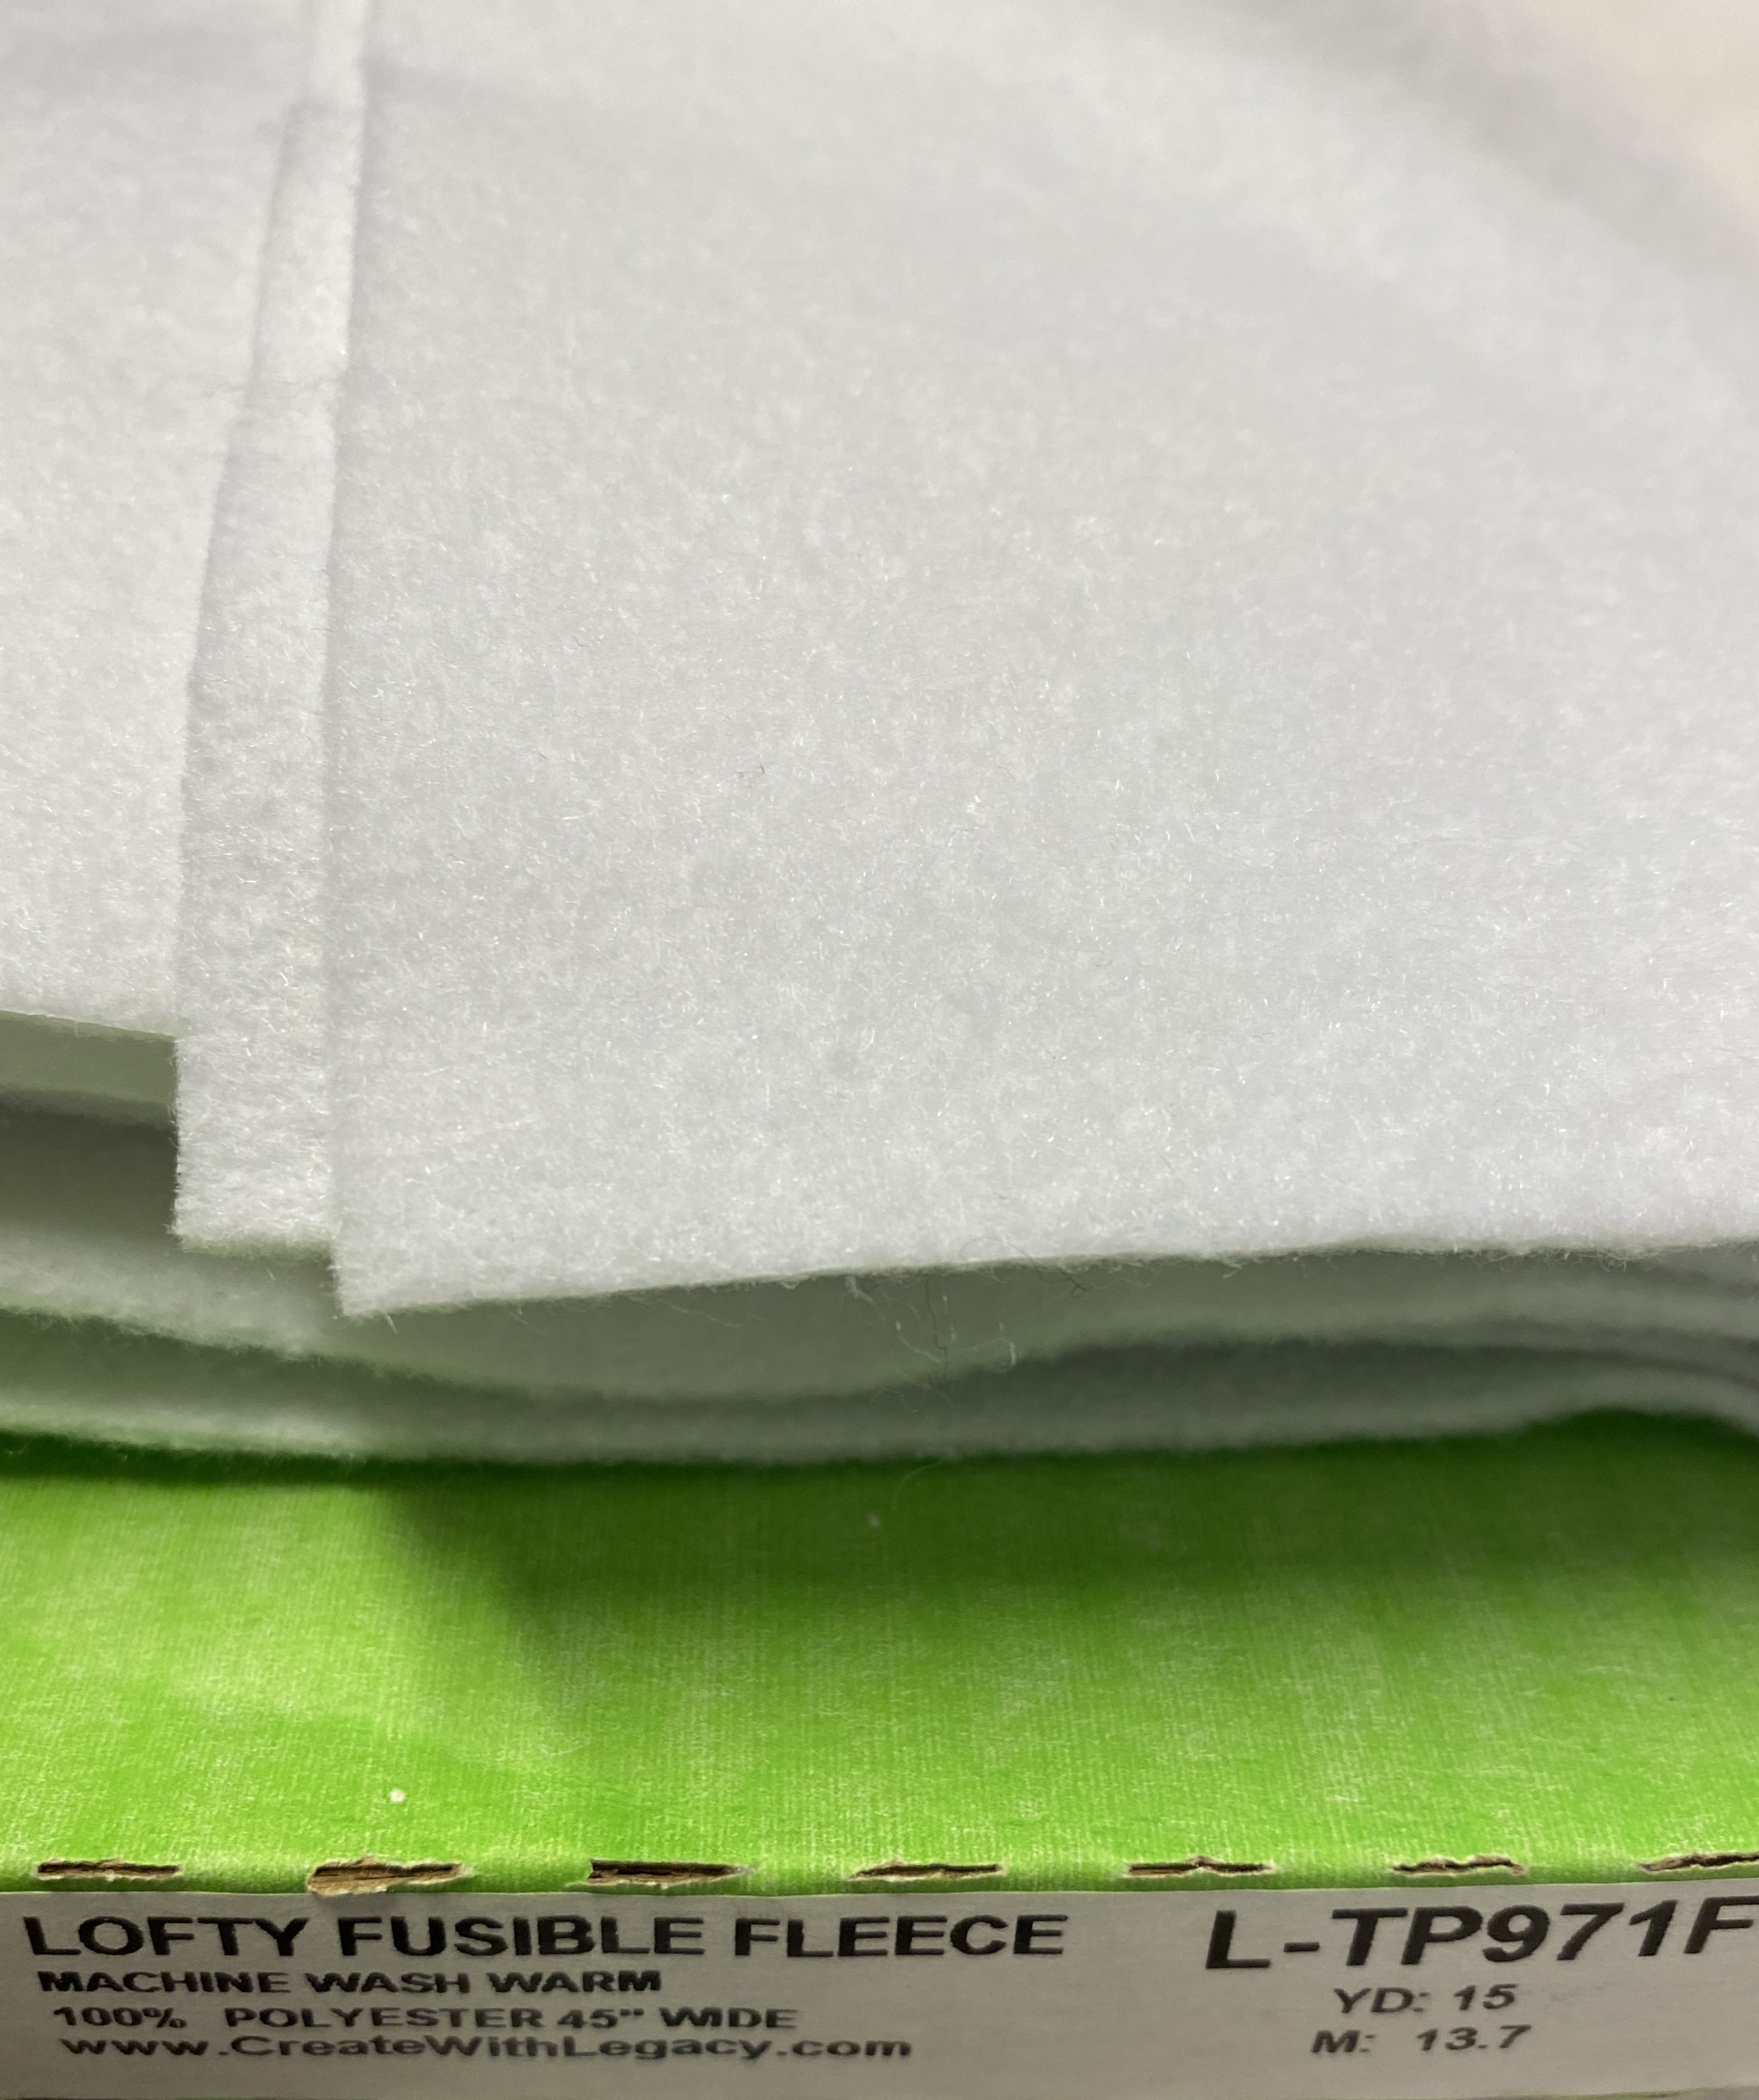 LOFTY FUSIBLE FLEECE
MACHINE WASH WARM
100% POLYESTER 45" WIDE
www.CreateWithLegacy.com
L-TP971F
YD: 15
M: 13.7